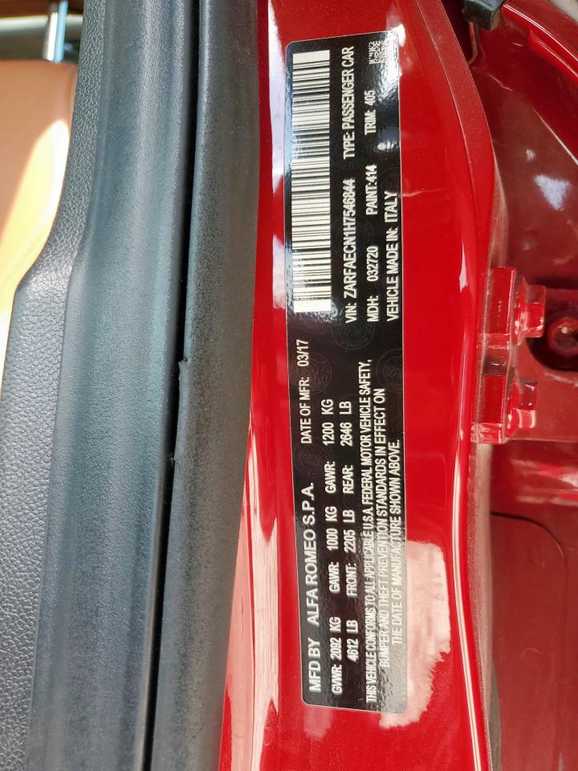 MFD BY ALFA ROMEO S.P.A. DATE OF MFR: 03/17
GVWR: 2092 KG GAWR: 1000 KG GAWR: 1200 KG
4612 LB FRONT: 2205 LB REAR: 2646 LB
THIS VEHICLE CONFORMS TO ALL APPLICABLE U.S.A. FEDERAL MOTOR VEHICLE SAFETY,
BUMPER AND THEFT PREVENTION STANDARDS IN EFFECT ON
THE DATE OF MANUFACTURE SHOWN ABOVE.
VIN: ZARFAECN1H7546844 TYPE: PASSENGER CAR
MDH: 032720 PAINT:414 TRIM: 405
VEHICLE MADE IN: ITALY